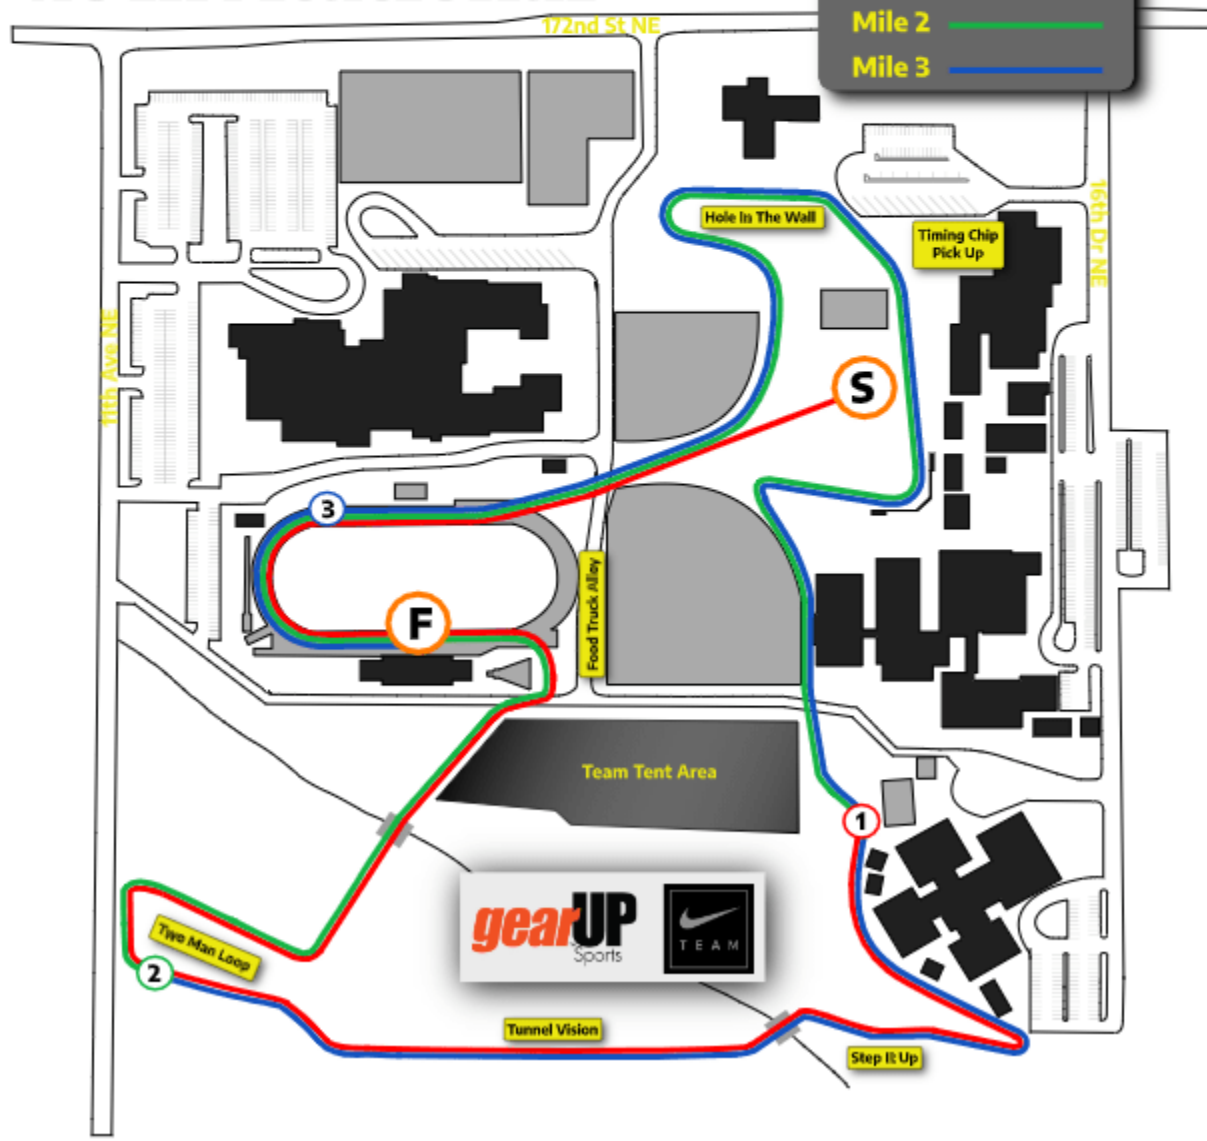 172nd St NE
Mile 2
Mile 3
Hole In The Wall
Timing Chip
Pick Up
16th Dr NE
11th Ave NE
S
3
F
Food Truck Alley
Team Tent Area
1
gearUP
Sports
TEAM
Two Man Loop
2
Tunnel Vision
Step It Up